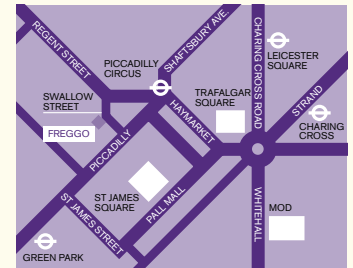 REGENT STREET
SHAFTSBURY AVE.
CHARING CROSS ROAD
LEICESTER
SQUARE
PICCADILLY
CIRCUS
SWALLOW
STREET
TRAFALGAR
SQUARE
HAYMARKET
STRAND
FREGGO
PICCADILLY
CHARING
CROSS
ST JAMES
SQUARE
PALL MALL
ST JAMES STREET
WHITEHALL
MOD
GREEN PARK